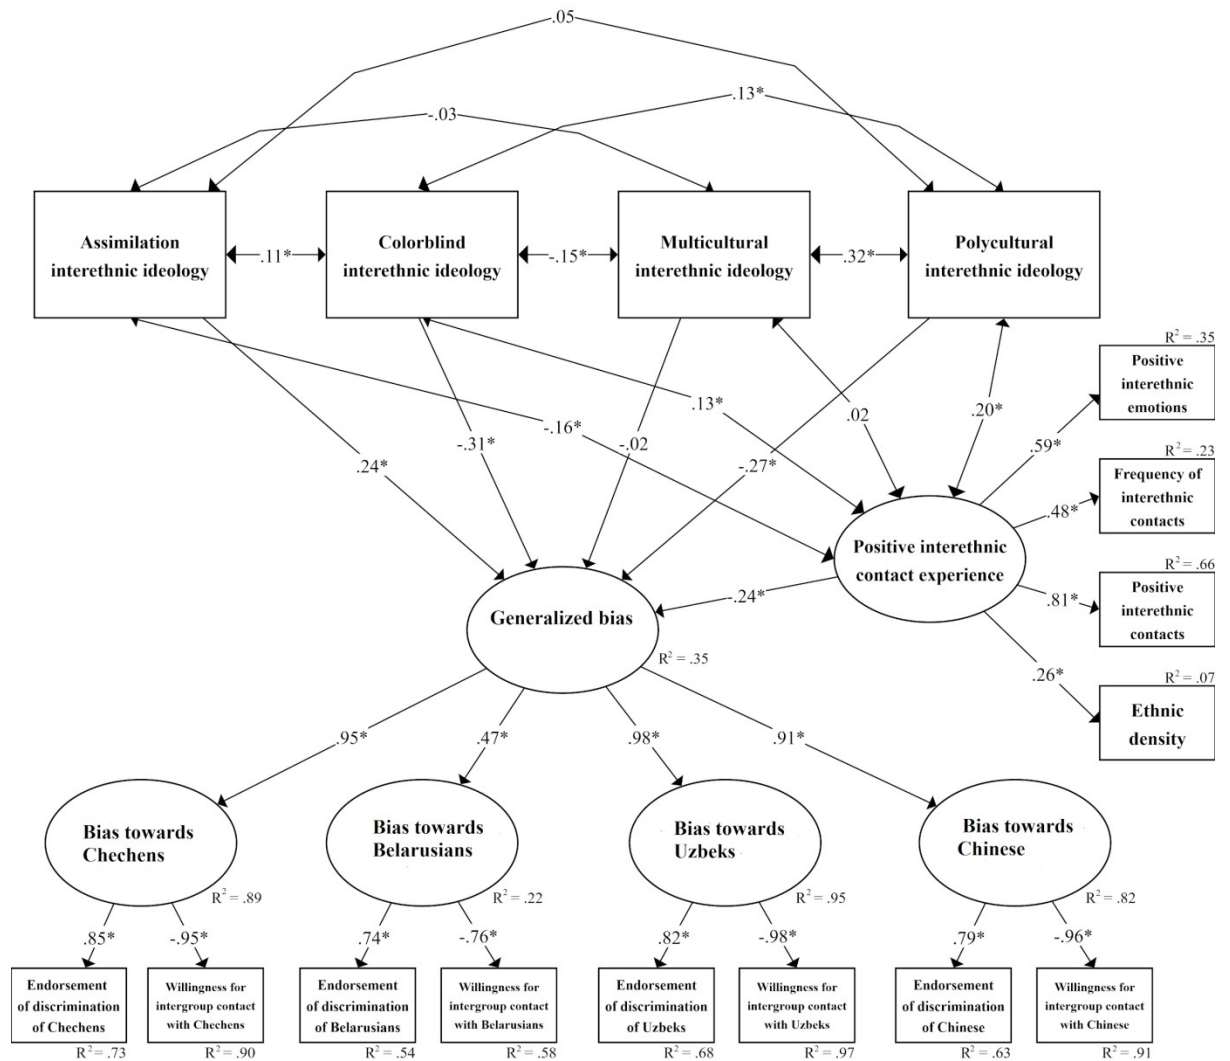 .05
.13*
-.03
Assimilation
interethnic ideology
.11*
Colorblind
interethnic ideology
-.15*
Multicultural
interethnic ideology
.32*
Polycultural
interethnic ideology
R² = .35
Positive
interethnic
emotions
.13*
.02
.20*
-.16*
-.31*
-.02
.59*
.24*
-.27*
R² = .23
Frequency of
interethnic
contacts
.48*
Positive interethnic
contact experience
R² = .66
Positive
interethnic
contacts
.81*
-.24*
Generalized bias
R² = .35
.26*
R² = .07
Ethnic
density
.95*
.47*
.98*
.91*
Bias towards
Chechens
R² = .89
Bias towards
Belarusians
R² = .22
Bias towards
Uzbeks
R² = .95
Bias towards
Chinese
R² = .82
.85*
-.95*
.74*
-.76*
.82*
-.98*
.79*
-.96*
Endorsement
of discrimination
of Chechens
R² = .73
Willingness for
intergroup contact
with Chechens
R² = .90
Endorsement
of discrimination
of Belarusians
R² = .54
Willingness for
intergroup contact
with Belarusians
R² = .58
Endorsement
of discrimination
of Uzbeks
R² = .68
Willingness for
intergroup contact
with Uzbeks
R² = .97
Endorsement
of discrimination
of Chinese
R² = .63
Willingness for
intergroup contact
with Chinese
R² = .91